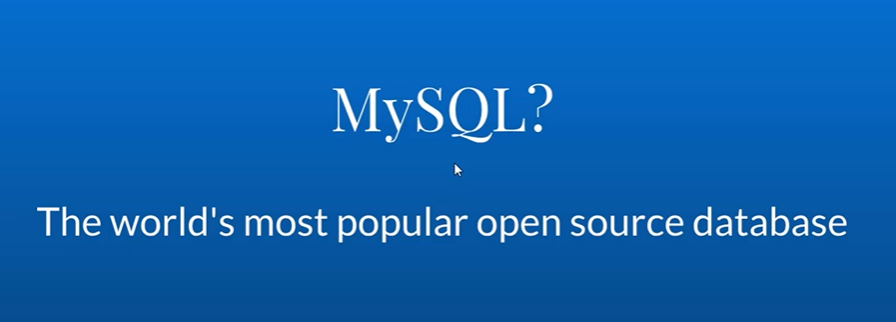 MySQL?
The world's most popular open source database